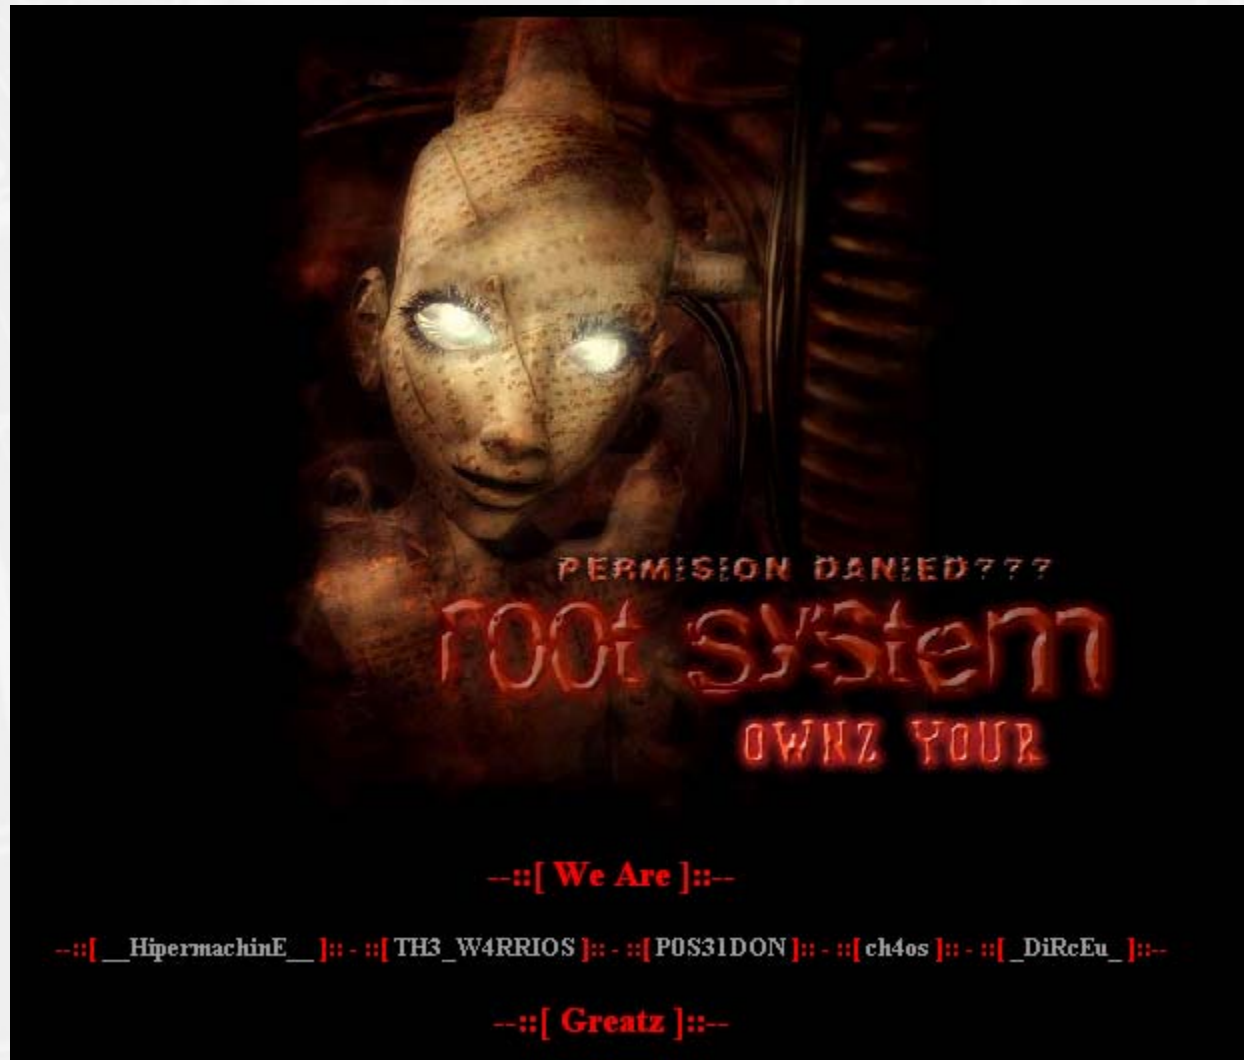 PERMISION DANIED???
root system
OWNZ YOUR
--::[ We Are ]::--
--::[ __HipermachinE__ ]:: - ::[ TH3_W4RRIOS ]:: - ::[ P0S31DON ]:: - ::[ ch4os ]:: - ::[ _DiRcEu_ ]::--
--::[ Greatz ]::--